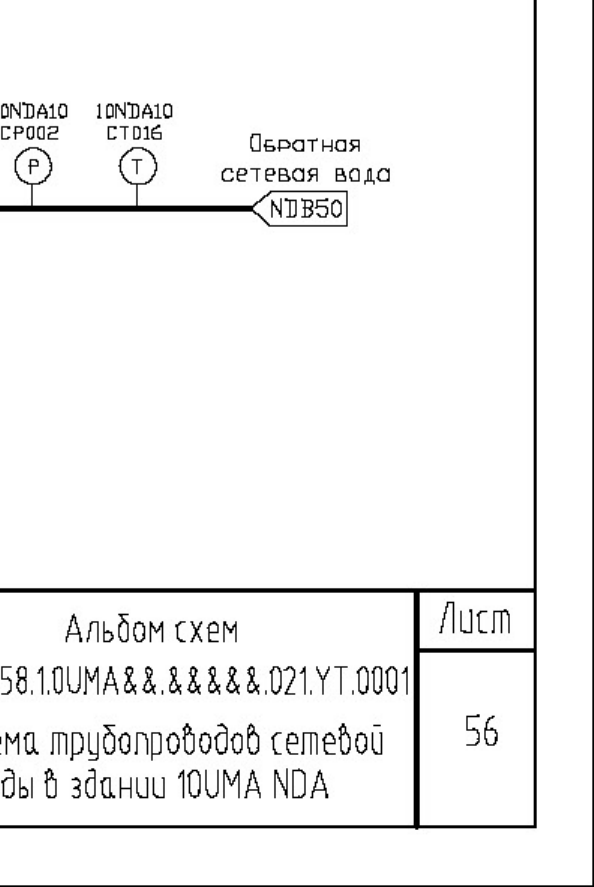 0NDA10 10NDA10
CP002 CT016
P T
Обратная
сетевая вода
NDB50
Альбом схем
Лист
58.1.0UMA&&.&&&&&.021.YT.0001
56
ема трубопроводов сетевой
ды в здании 10UMA NDA